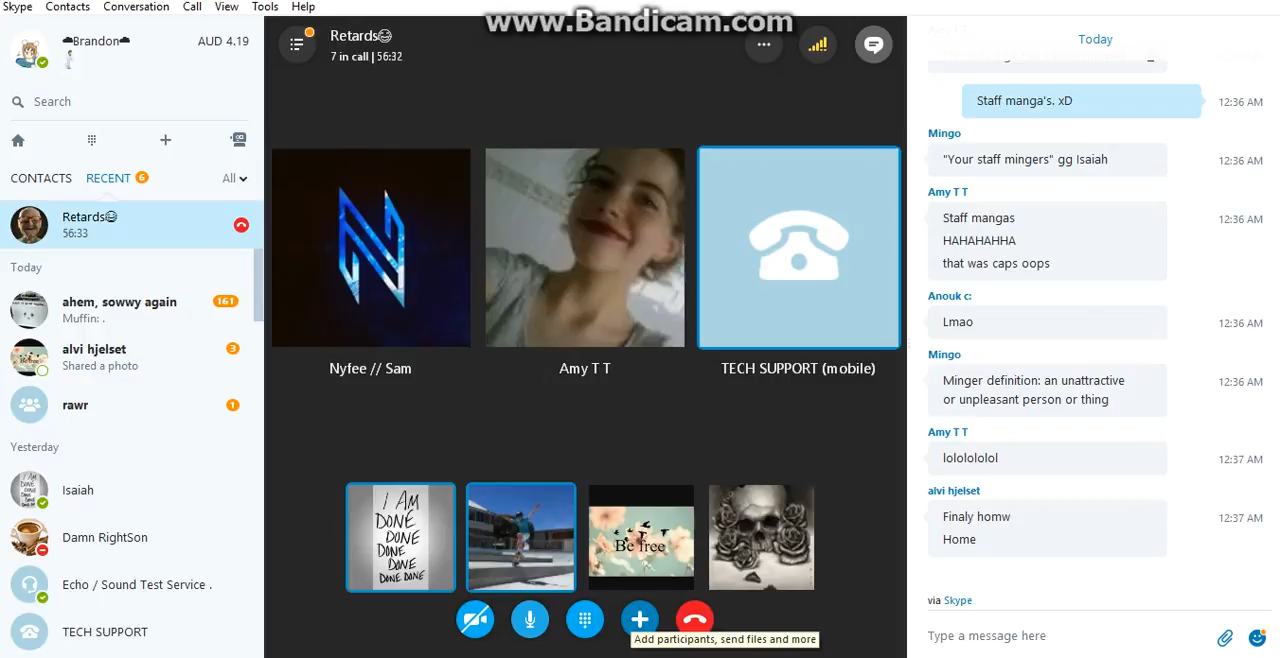 Skype Contacts Conversation Call View Tools Help
www.Bandicam.com
☁Brandon☁
AUD 4.19
Search
CONTACTS RECENT 6 All
Retards😂
56:33
Today
ahem, sowwy again 161
Muffin: .
alvi hjelset 3
Shared a photo
rawr 1
Yesterday
Isaiah
Damn RightSon
Echo / Sound Test Service .
TECH SUPPORT
Retards😂
7 in call | 56:32
N
Nyfee // Sam
Amy T T
TECH SUPPORT (mobile)
I AM
DONE
DONE
DONE
DONE
DONE DONE
Be free
Add participants, send files and more
Today
Staff manga's. xD
12:36 AM
Mingo
"Your staff mingers" gg Isaiah
12:36 AM
Amy T T
Staff mangas
12:36 AM
HAHAHAHHA
that was caps oops
Anouk c:
Lmao
12:36 AM
Mingo
Minger definition: an unattractive
12:36 AM
or unpleasant person or thing
Amy T T
lolololololol
12:37 AM
alvi hjelset
Finaly homw
12:37 AM
Home
via Skype
Type a message here